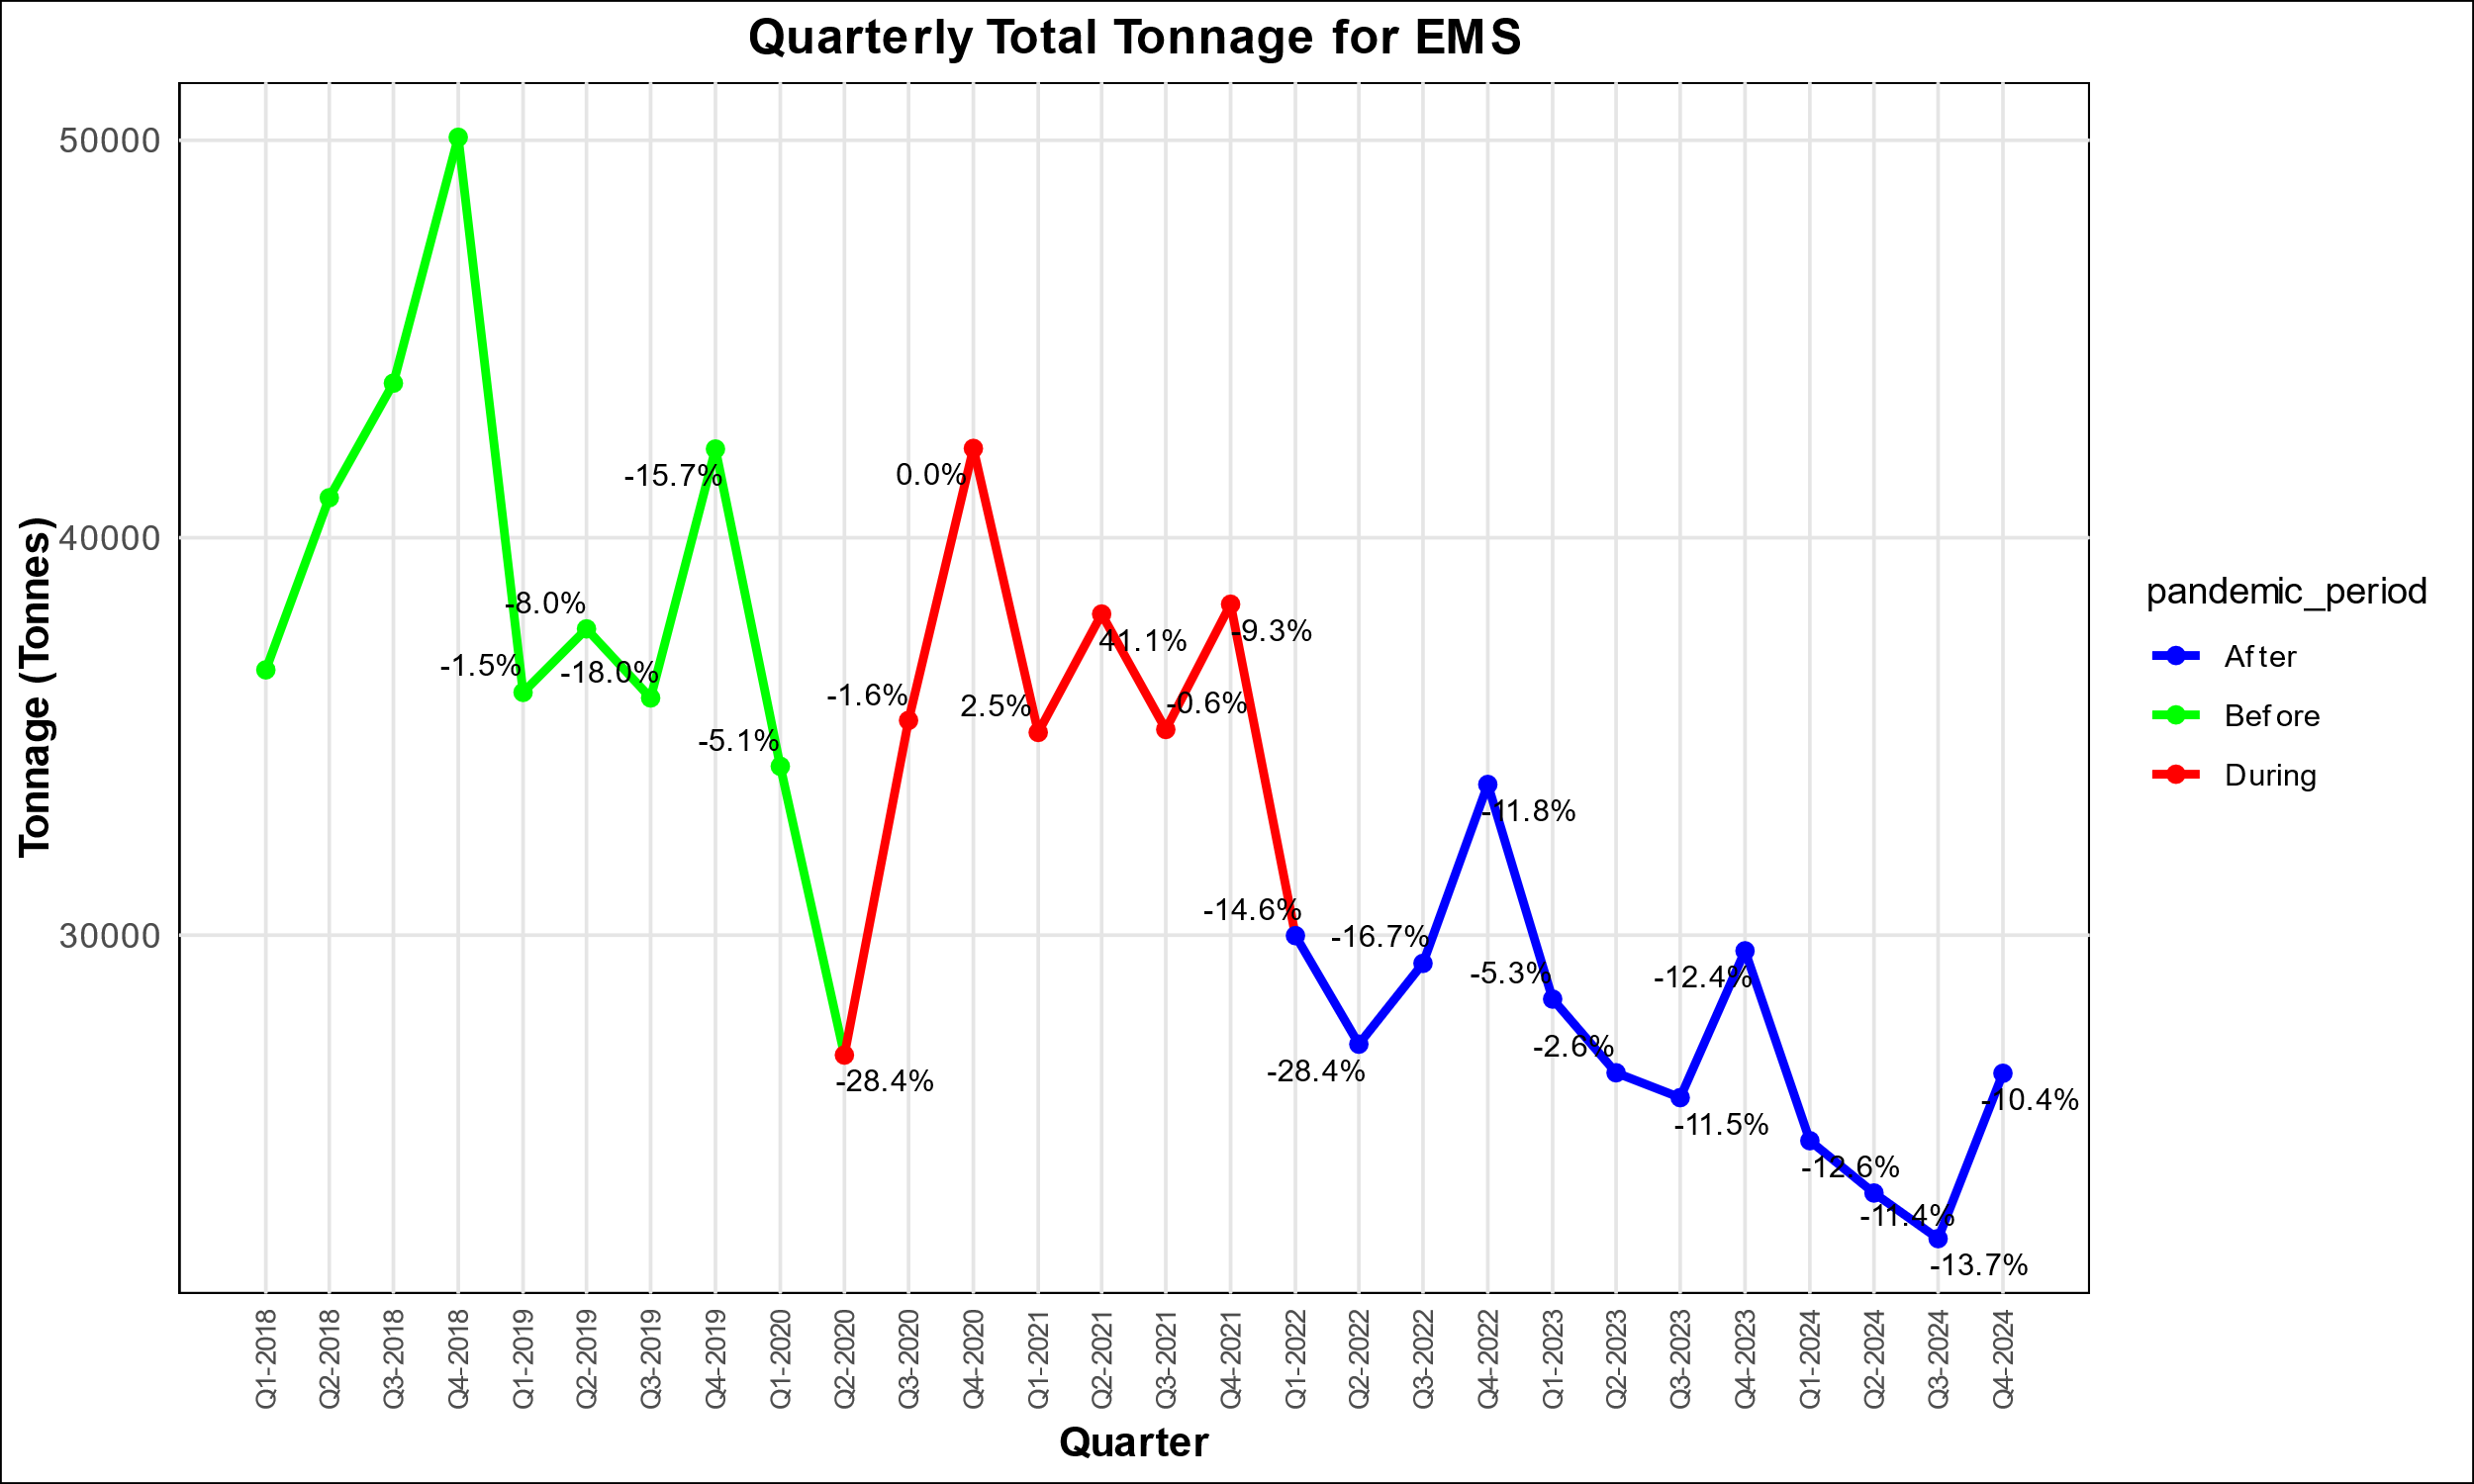 Quarterly Total Tonnage for EMS
Tonnage (Tonnes)
50000
40000
30000
-1.5%
-8.0%
-18.0%
-15.7%
-5.1%
-28.4%
-1.6%
0.0%
2.5%
41.1%
-0.6%
-9.3%
-14.6%
-28.4%
-16.7%
-11.8%
-5.3%
-2.6%
-11.5%
-12.4%
-12.6%
-11.4%
-13.7%
-10.4%
Q1-2018
Q2-2018
Q3-2018
Q4-2018
Q1-2019
Q2-2019
Q3-2019
Q4-2019
Q1-2020
Q2-2020
Q3-2020
Q4-2020
Q1-2021
Q2-2021
Q3-2021
Q4-2021
Q1-2022
Q2-2022
Q3-2022
Q4-2022
Q1-2023
Q2-2023
Q3-2023
Q4-2023
Q1-2024
Q2-2024
Q3-2024
Q4-2024
Quarter
pandemic_period
After
Before
During